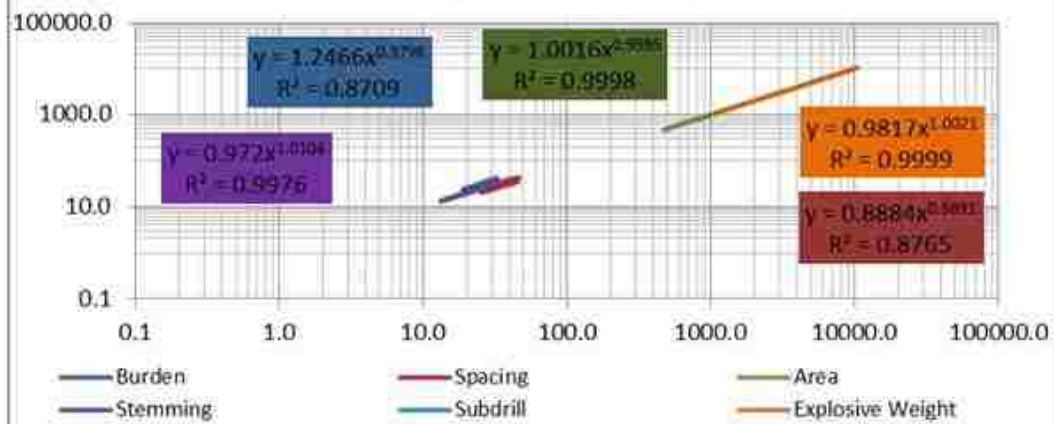 100000.0
1000.0
10.0
0.1
y = 1.2466x
R² = 0.8709
y = 1.0016x
R² = 0.9998
y = 0.972x
R² = 0.9976
y = 0.9817x^1.0021
R² = 0.9999
y = 0.8884x
R² = 0.8765
0.1 1.0 10.0 100.0 1000.0 10000.0 100000.0
Burden Spacing Area
Stemming Subdrill Explosive Weight